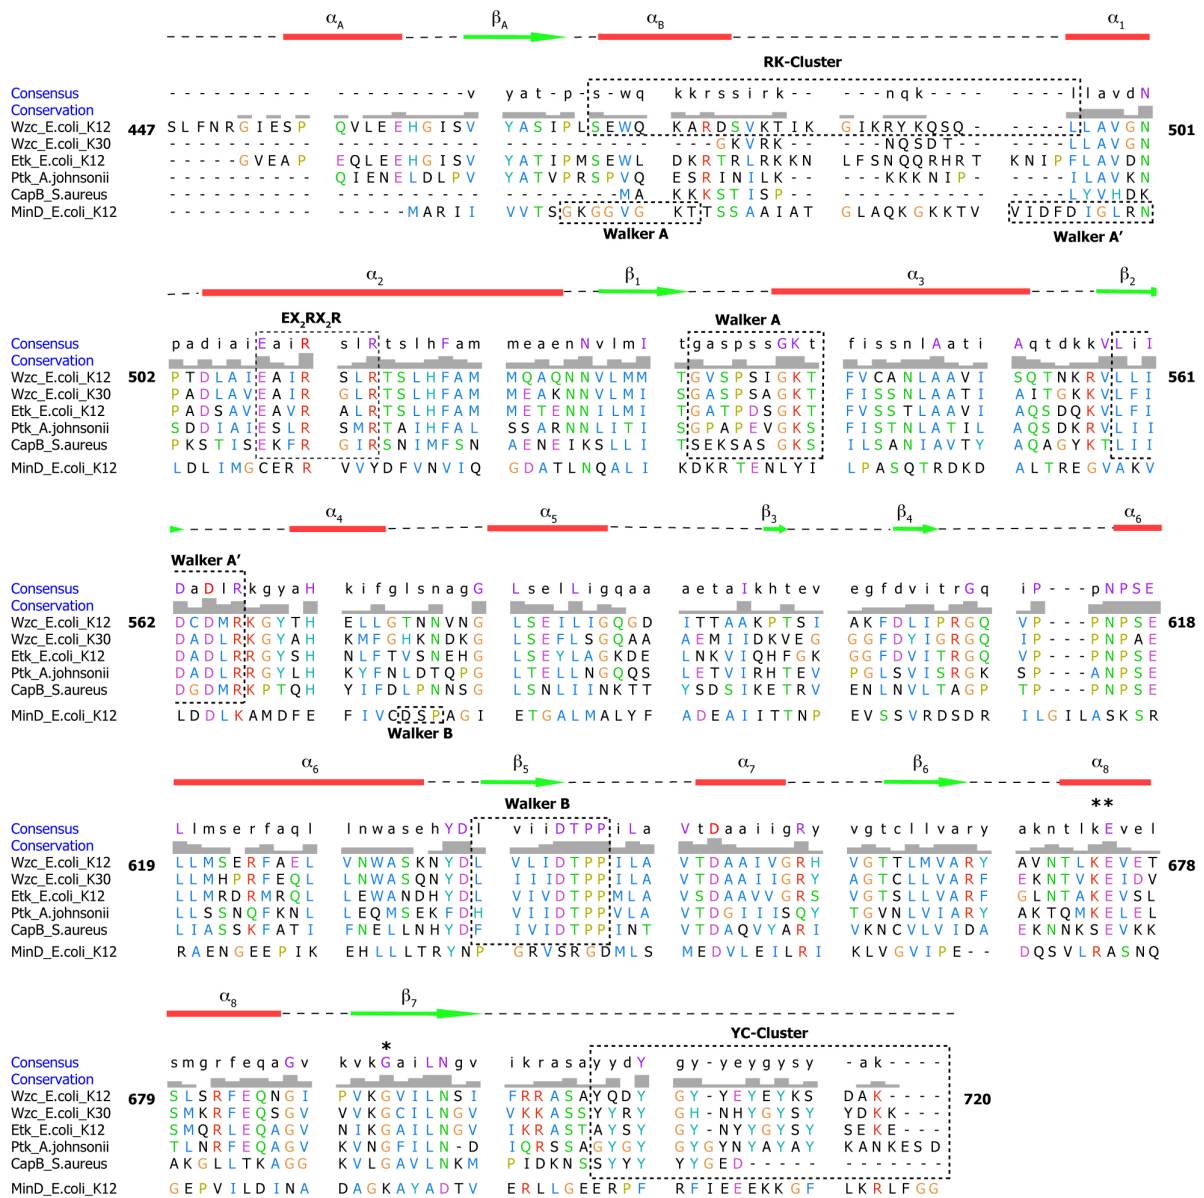 αA βA αB α1
RK-Cluster
Consensus - - - - - - - - - - - - - - - - - - - v y a t - p - s - w q k k r s s i r k - - - n q k - - - - - - - - l l a v d N
Conservation
Wzc_E.coli_K12 447 S L F N R G I E S P Q V L E E H G I S V Y A S I P L S E W Q K A R D S V K T I K G I K R Y K Q S Q - - - - - L L A V G N 501
Wzc_E.coli_K30 - - - - - - - - - - - - - - - - - - - - - - - - - - - - - - - - - G K V R K - - - N Q S D T - - - - - - - L L A V G N
Etk_E.coli_K12 - - - - - G V E A P E Q L E E H G I S V Y A T I P M S E W L D K R T R L R K K N L F S N Q Q R H R T K N I P F L A V D N
Ptk_A.johnsonii - - - - - - - - - - Q I E N E L D L P V Y A T V P R S P V Q E S R I N I L K - - - K K K N I P - - - - - - L L A V K N
CapB_S.aureus - - - - - - - - - - - - - - - - - - - - - - - - - - - - M A K K K S T I S P - - - - - - - - - - - - - - L Y V H D K
MinD_E.coli_K12 - - - - - - - - - - - - - - - M A R I I V V T S G K G G V G K T T S S A A I A T G L A Q K G K K T V V I D F D I G L R N
Walker A Walker A′
α2 β1 α3 β2
EX2RX2R Walker A
Consensus p a d i a i E a i R s l R t s l h F a m m e a e n N v l m I t g a s p s s G K t f i s s n l A a t i A q t d k k v L i I
Conservation
Wzc_E.coli_K12 502 P T D L A I E A I R S L R T S L H F A M M Q A Q N N V L M M T G V S P S I G K T F V C A N L A A V I S Q T N K R V L L I 561
Wzc_E.coli_K30 P A D L A V E A I R G L R T S L H F A M M E A K N N V L M I S G A S P S A G K T F I S S N L A A T I A I T G K K V L F I
Etk_E.coli_K12 P A D S A V E A V R A L R T S L H F A M M E T E N N I L M I T G A T P D S G K T F V S S T L A A V I A Q S D Q K V L F I
Ptk_A.johnsonii S D D I A I E S L R S M R T A I H F A L S S A R N N L I T I S G P A P E V G K S F I S T N L A T I L A Q S D K R V L I I
CapB_S.aureus P K S T I S E K F R G I R S N I M F S N A E N E I K S L L I T S E K S A S G K S I L S A N I A V T Y A Q A G Y K T L I I
MinD_E.coli_K12 L D L I M G C E R R V V Y D F V N V I Q G D A T L N Q A L I K D K R T E N L Y I L P A S Q T R D K D A L T R E G V A K V
α4 α5 β3 β4 α6
Walker A′
Consensus D a D l R k g y a H k i f g l s n a g G L s e l L i g q a a a e t a I k h t e v e g f d v i t r G q i P - - - p N P S E
Conservation
Wzc_E.coli_K12 562 D C D M R K G Y T H E L L G T N N V N G L S E I L I G Q G D I T T A A K P T S I A K F D L I P R G Q V P - - - P N P S E 618
Wzc_E.coli_K30 D A D L R K G Y A H K M F G H K N D K G L S E F L S G Q A A A E M I I D K V E G G G F D Y I G R G Q V P - - - P N P S E
Etk_E.coli_K12 D A D L R R G Y S H N L F T V S N E H G L S E Y L A G K D E L N K V I Q H F G K G G F D V I T R G Q V P - - - P N P S E
Ptk_A.johnsonii D A D L R R G Y L H K Y F D L D T Q P G L T E L L N G Q Q S L E T V I R H T E V P G L S V I S R G K S P - - - A N P S E
CapB_S.aureus D G D M R K P T Q H Y I F D L P N N S G L S N L I I N K T T Y S D S I K E T R V E N L N V L T A G P T P - - - P N P S E
MinD_E.coli_K12 L D D L K A M D F E F I V C D S P A G I E T G A L M A L Y F A D E A I I T T N P E V S S V R D S D R I L G I L A S K S R
Walker B
α6 β5 α7 β6 α8
Walker B **
Consensus L l m s e r f a q l l n w a s e h Y D l v i i D T P P i L a V t D a a i i g R y v g t c l l v a r y a k n t l k E v e l
Conservation
Wzc_E.coli_K12 619 L L M S E R F A E L V N W A S K N Y D L V L I D T P P I L A V T D A A I V G R H V G T T L M V A R Y A V N T L K E V E T 678
Wzc_E.coli_K30 L L M H P R F E Q L L N W A S Q N Y D L V L I D T P P I L A V T D A A I I G R Y A G T C L L V A R F E K N T V K E I D V
Etk_E.coli_K12 L L M R D R M R Q L L E W A N D H Y D L V I V D T P P M L A V S D A A V V G R S V G T S L L V A R F G L N T A K E V S L
Ptk_A.johnsonii L L S S N Q F K N L L E Q M S E K F D H V I I D T P P V L A V T D G I I I S Q Y T G V N L V I A R Y A K T Q M K E L E L
CapB_S.aureus L I A S S K F A T I F N E L L N H Y D F I V I D T P P I N T V T D A Q V Y A R I V K N C V L V I D A E K N N K S E V K K
MinD_E.coli_K12 R A E N G E E P I K E H L L L T R Y N P G R V S R G D M L S M E D V L E I L R I K L V G V I P E - - D Q S V L R A S N Q
α8 β7
* YC-Cluster
Consensus s m g r f e q a G v k v k G a i L N g v i k r a s a y y d Y g y - y e y g y s y - a k - - - -
Conservation
Wzc_E.coli_K12 679 S L S R F E Q N G I P V K G V I L N S I F R R A S A Y Q D Y G Y - Y E Y E Y K S D A K - 720
Wzc_E.coli_K30 S M K R F E Q S G V V V K G C I L N G V V K K A S S Y Y R Y G H - N H Y G Y S Y Y D K K - -
Etk_E.coli_K12 S M Q R L E Q A G V N I K G A I L N G V I K R A S T A Y S Y G Y - N Y Y G Y S Y S E K E - -
Ptk_A.johnsonii T L N R F E Q A G V K V N G F I L N - D I Q R S S A G Y G Y G Y G Y N Y A Y A Y K A N K E S D
CapB_S.aureus A K G L L L T K A G G K V L G A V L N K M P I D K N S S Y Y Y Y Y G E D - - - - - - - - - - -
MinD_E.coli_K12 G E P V I L D I N A D A G K A Y A D T V E R L L G E E R P F R F I E E E K K G F L K R L F G G